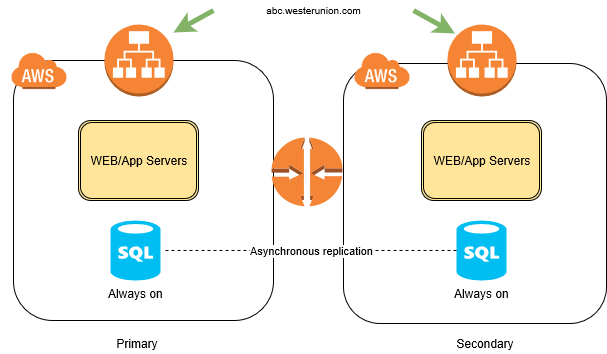 abc.westerunion.com
AWS
AWS
WEB/App Servers
WEB/App Servers
SQL
Asynchronous replication
SQL
Always on
Always on
Primary
Secondary